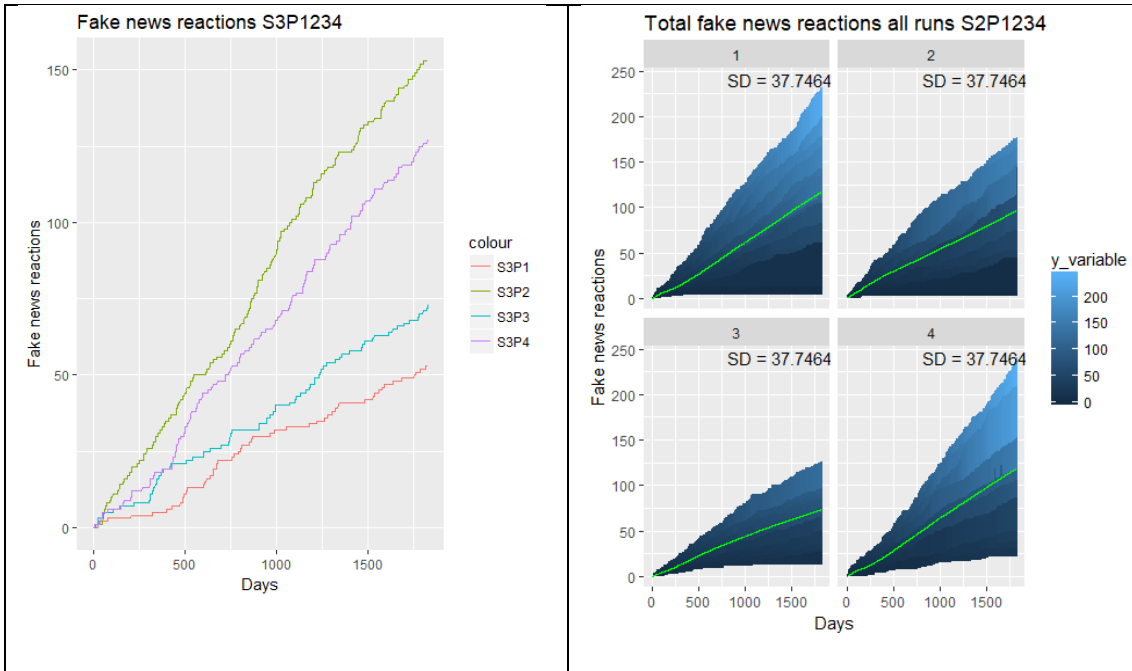 Fake news reactions S3P1234
150
100
50
0
Fake news reactions
0 500 1000 1500
Days
colour
S3P1
S3P2
S3P3
S3P4
Total fake news reactions all runs S2P1234
1 2
SD = 37.7464 SD = 37.7464
250
200
150
100
50
0
3 4
SD = 37.7464 SD = 37.7464
250
200
150
100
50
0
Fake news reactions
0 500 1000 1500 0 500 1000 1500
Days
y_variable
200
150
100
50
0